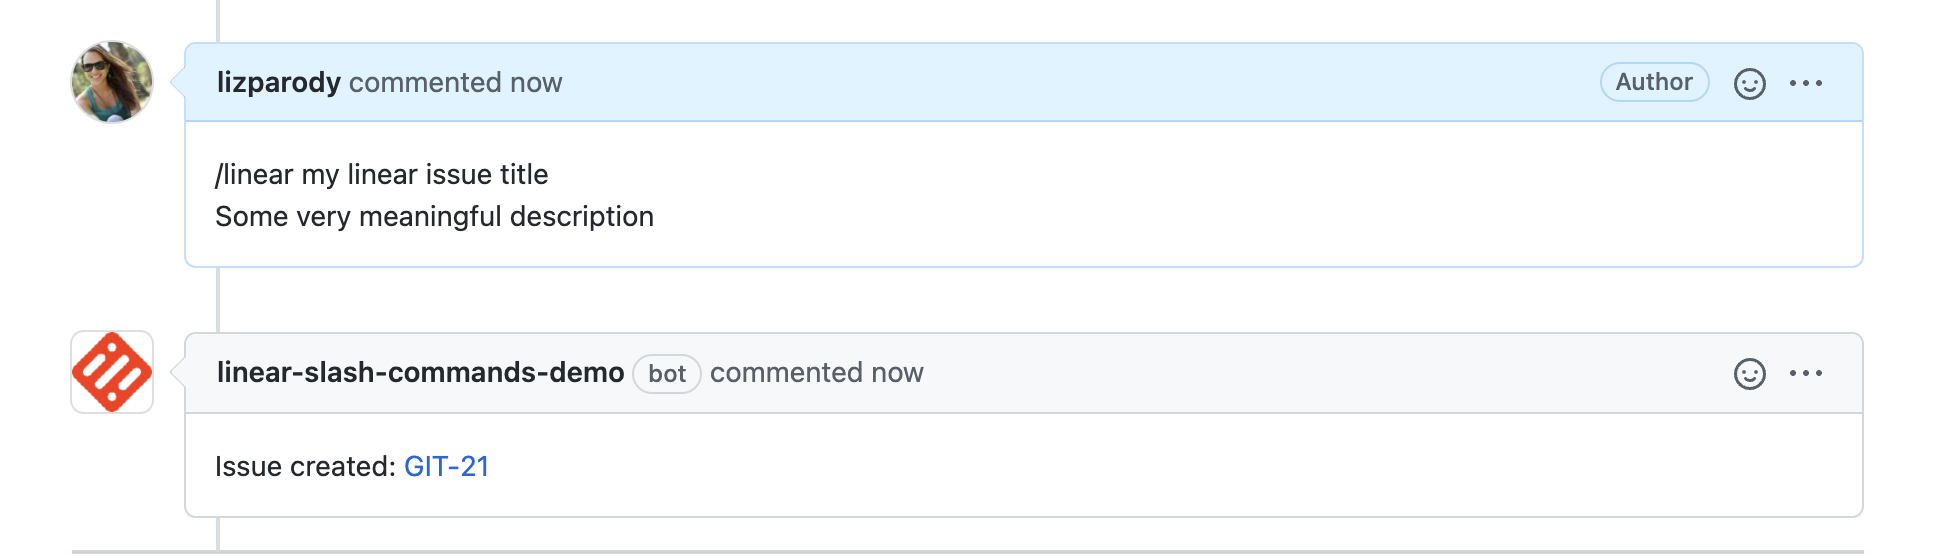 lizparody commented now Author
/linear my linear issue title
Some very meaningful description
linear-slash-commands-demo bot commented now
Issue created: GIT-21